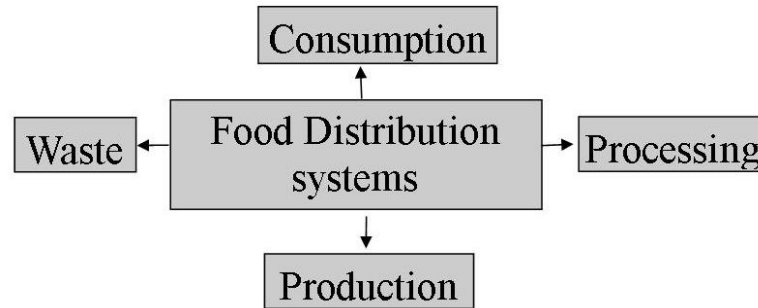 Consumption
Waste
Food Distribution
systems
Processing
Production